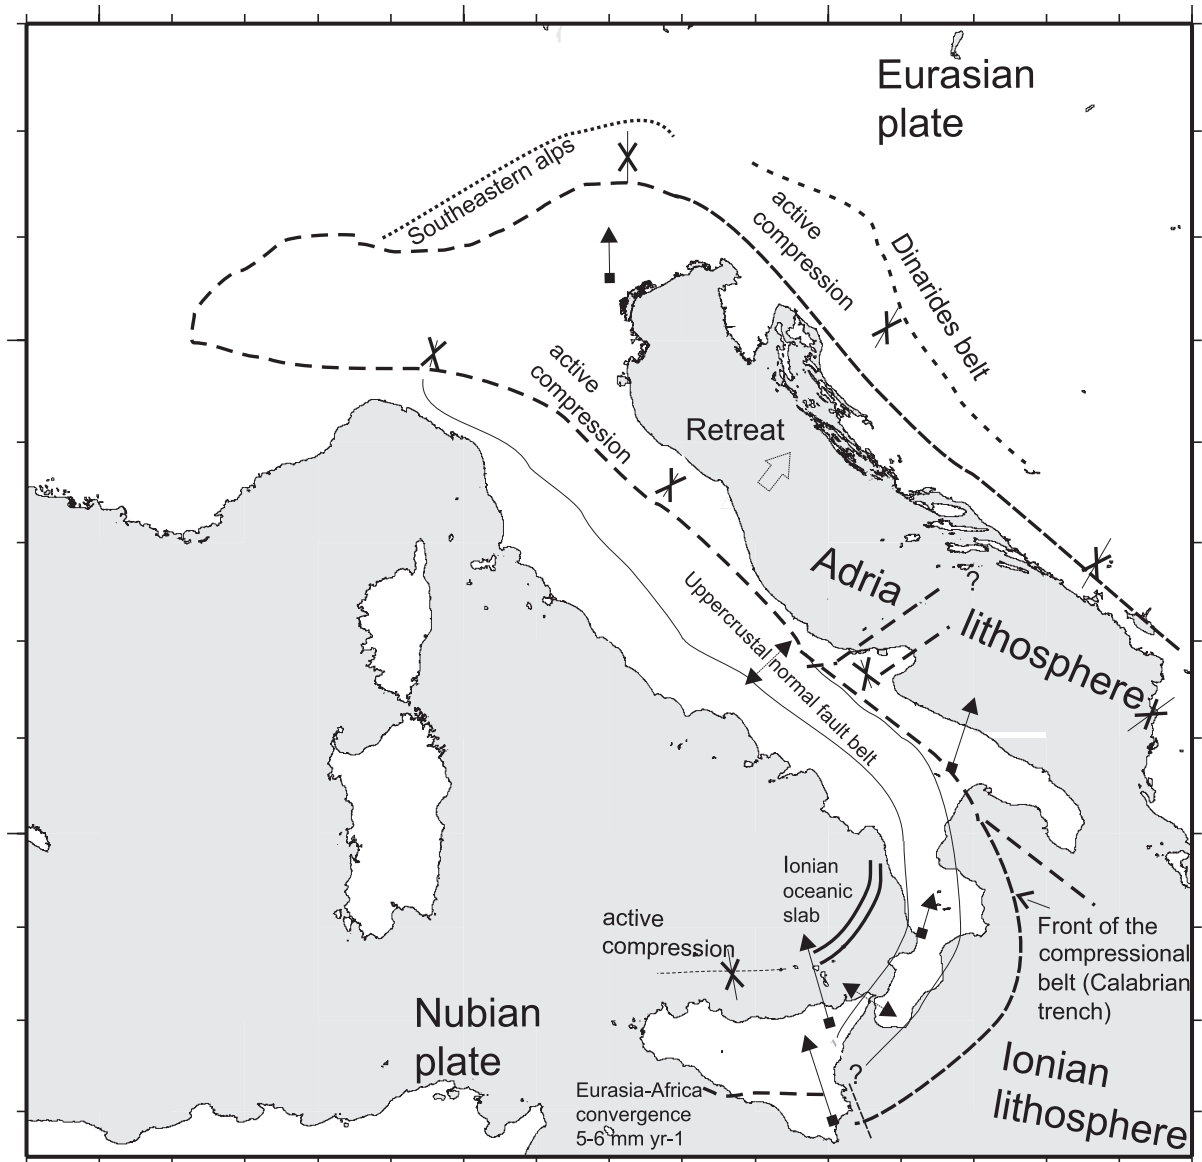 Eurasian
plate
Southeastern alps
active
compression
Dinarides belt
active
compression
Retreat
Adria
lithosphere
?
Uppercrustal normal fault belt
Ionian
oceanic
slab
active
compression
Front of the
compressional
belt (Calabrian
trench)
Nubian
plate
Ionian
lithosphere
?
Eurasia-Africa
convergence
5-6 mm yr-1